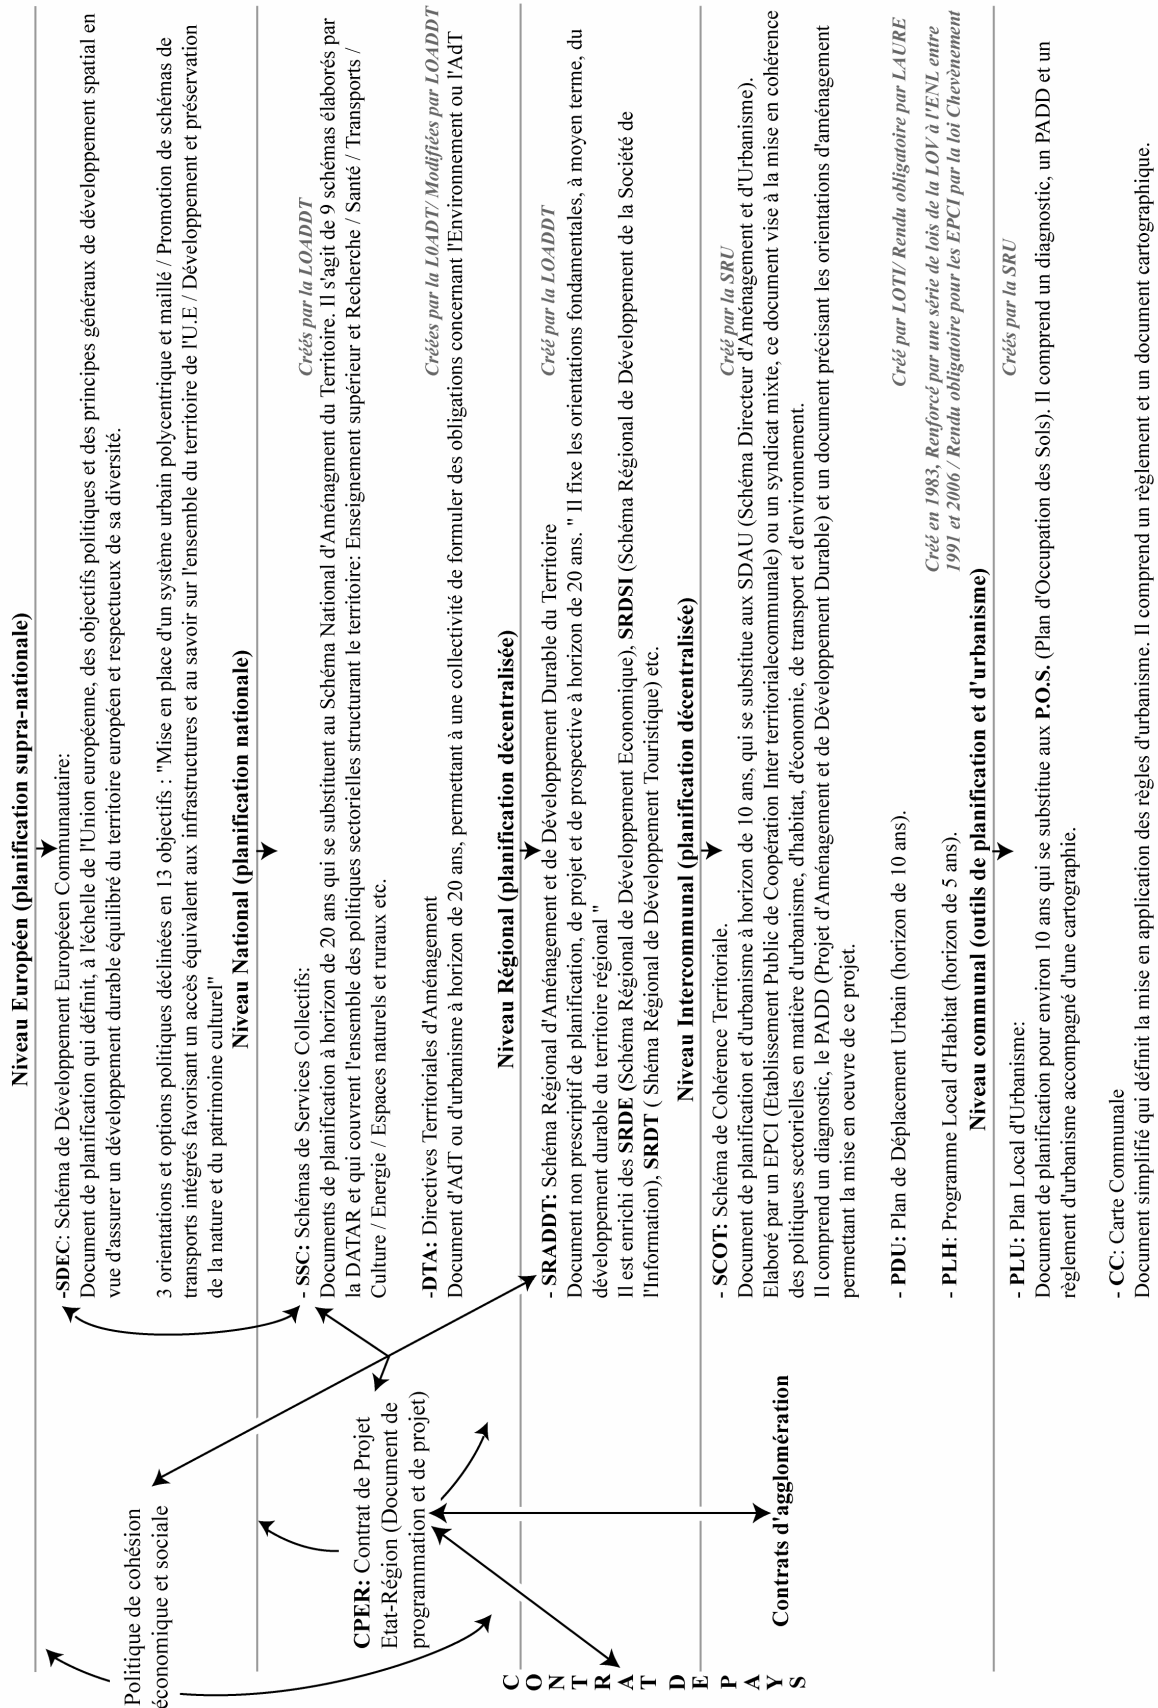 Niveau Européen (planification supra-nationale)
-SDEC: Schéma de Développement Européen Communautaire:
Document de planification qui définit, à l'échelle de l'Union européenne, des objectifs politiques et des principes généraux de développement spatial en
vue d'assurer un développement durable équilibré du territoire européen et respectueux de sa diversité.
3 orientations et options politiques déclinées en 13 objectifs : "Mise en place d'un système urbain polycentrique et maillé / Promotion de schémas de
transports intégrés favorisant un accès équivalent aux infrastructures et au savoir sur l'ensemble du territoire de l'U.E / Développement et préservation
de la nature et du patrimoine culturel"
Politique de cohésion
économique et sociale
Niveau National (planification nationale)
Créés par la LOADDT
- SSC: Schémas de Services Collectifs:
Documents de planification à horizon de 20 ans qui se substituent au Schéma National d'Aménagment du Territoire. Il s'agit de 9 schémas élaborés par
la DATAR et qui couvrent l'ensemble des politiques sectorielles structurant le territoire: Enseignement supérieur et Recherche / Santé / Transports /
Culture / Energie / Espaces naturels et ruraux etc.
Créées par la L0ADT/ Modifiées par LOADDT
-DTA: Directives Territoriales d'Aménagement
Document d'AdT ou d'urbanisme à horizon de 20 ans, permettant à une collectivité de formuler des obligations concernant l'Environnement ou l'AdT
CPER: Contrat de Projet
Etat-Région (Document de
programmation et de projet)
Niveau Régional (planification décentralisée)
Créé par la LOADDT
- SRADDT: Schéma Régional d'Aménagement et de Développement Durable du Territoire
Document non prescriptif de planification, de projet et de prospective à horizon de 20 ans. " Il fixe les orientations fondamentales, à moyen terme, du
développement durable du territoire régional "
Il est enrichi des SRDE (Schéma Régional de Développement Economique), SRDSI (Schéma Régional de Développement de la Société de
l'Information), SRDT ( Shéma Régional de Développement Touristique) etc.
Niveau Intercommunal (planification décentralisée)
Créé par la SRU
- SCOT: Schéma de Cohérence Territoriale.
Document de planification et d'urbanisme à horizon de 10 ans, qui se substitue aux SDAU (Schéma Directeur d'Aménagement et d'Urbanisme).
Elaboré par un EPCI (Etablissement Public de Coopération Inter territorialecommunale) ou un syndicat mixte, ce document vise à la mise en cohérence
des politiques sectorielles en matière d'urbanisme, d'habitat, d'économie, de transport et d'environnement.
Il comprend un diagnostic, le PADD (Projet d'Aménagement et de Développement Durable) et un document précisant les orientations d'aménagement
permettant la mise en oeuvre de ce projet.
Créé par LOTI/ Rendu obligatoire par LAURE
- PDU: Plan de Déplacement Urbain (horizon de 10 ans).
Créé en 1983, Renforcé par une série de lois de la LOV à l'ENL entre
1991 et 2006 / Rendu obligatoire pour les EPCI par la loi Chevènement
- PLH: Programme Local d'Habitat (horizon de 5 ans).
CONTRAT DE PAYS
Contrats d'agglomération
Niveau communal (outils de planification et d'urbanisme)
Créés par la SRU
- PLU: Plan Local d'Urbanisme:
Document de planification pour environ 10 ans qui se substitue aux P.O.S. (Plan d'Occupation des Sols). Il comprend un diagnostic, un PADD et un
règlement d'urbanisme accompagné d'une cartographie.
- CC: Carte Communale
Document simplifié qui définit la mise en application des règles d'urbanisme. Il comprend un règlement et un document cartographique.